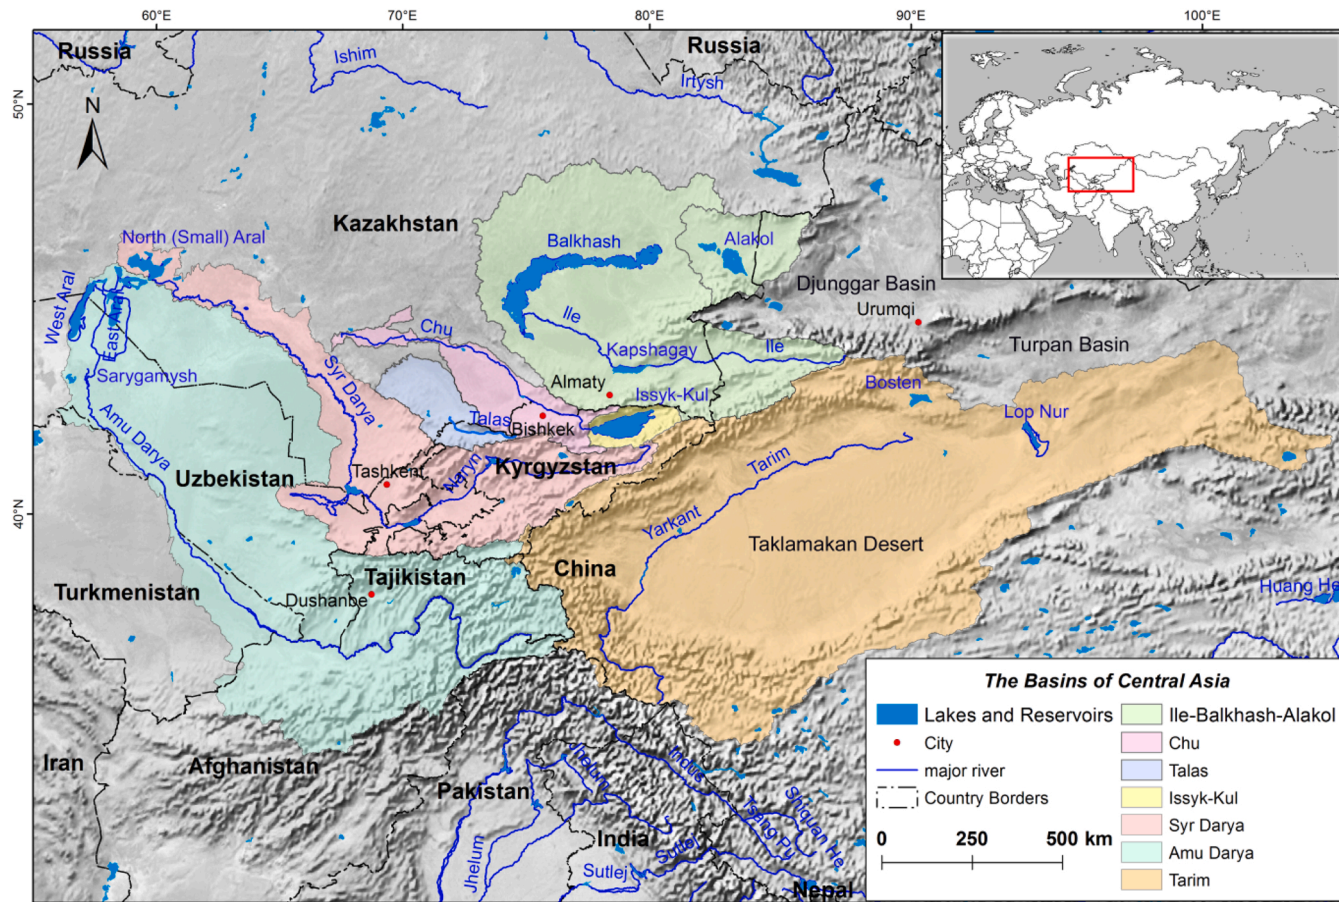 60°E
70°E
80°E
90°E
100°E
50°N
40°N
N
Russia
Ishim
Russia
Irtysh
Kazakhstan
North (Small) Aral
Balkhash
Alakol
West Aral
East Aral
Djunggar Basin
Urumqi
Ile
Chu
Kapshagay
Ile
Turpan Basin
Sarygamysh
Syr Darya
Almaty
Issyk-Kul
Bosten
Lop Nur
Talas
Bishkek
Amu Darya
Uzbekistan
Tashkent
Naryn
Kyrgyzstan
Tarim
Yarkant
Taklamakan Desert
China
Tajikistan
Turkmenistan
Dushanbe
Huang He
Iran
Afghanistan
Pakistan
Jhelum
Indus
Tsang Pu
Shiquan He
India
Jhelum
Sutlej
Sutlej
Nepal
The Basins of Central Asia
Lakes and Reservoirs
City
major river
Country Borders
0 250 500 km
Ile-Balkhash-Alakol
Chu
Talas
Issyk-Kul
Syr Darya
Amu Darya
Tarim